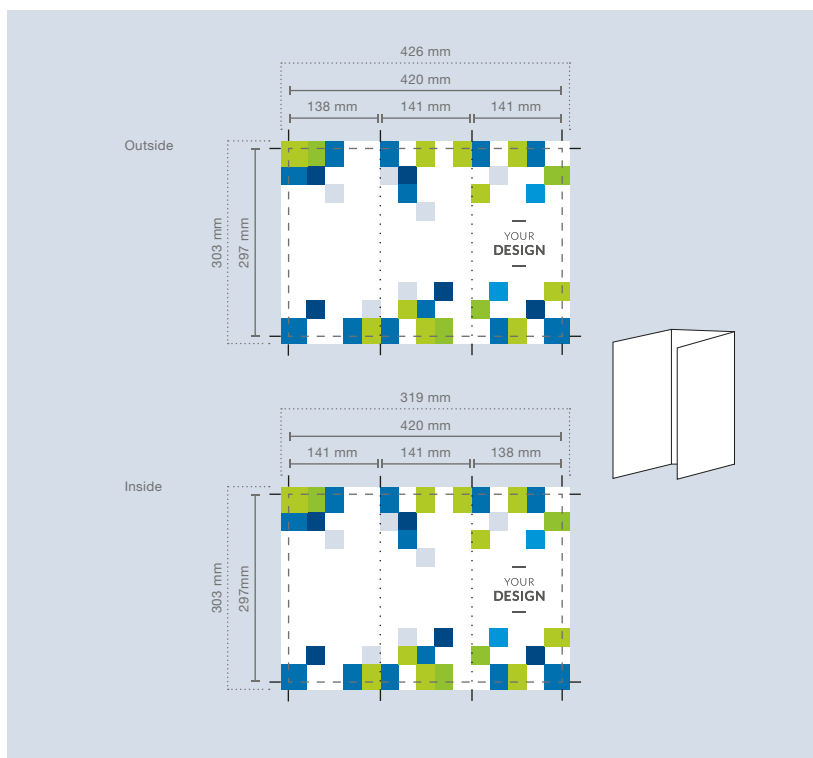 426 mm
420 mm
138 mm 141 mm 141 mm
Outside
303 mm
297 mm
YOUR
DESIGN
319 mm
420 mm
141 mm 141 mm 138 mm
Inside
303 mm
297mm
YOUR
DESIGN